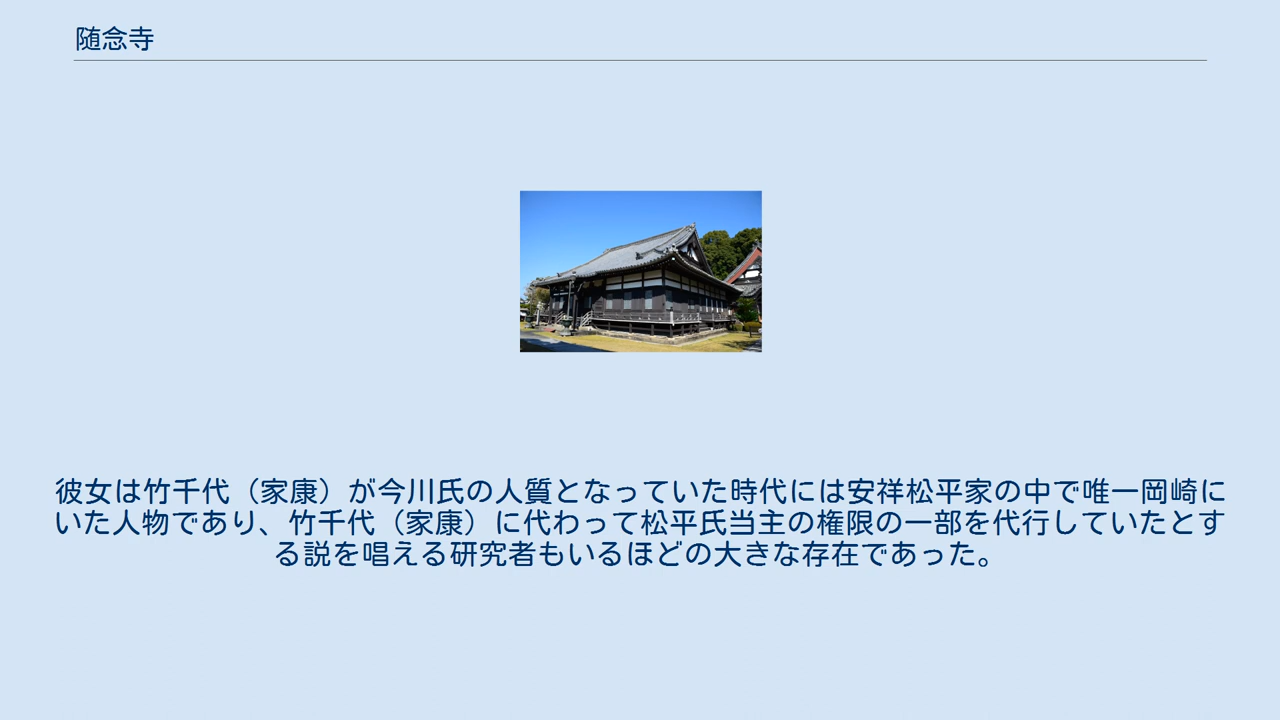 随念寺
彼女は竹千代（家康）が今川氏の人質となっていた時代には安祥松平家の中で唯一岡崎に
いた人物であり、竹千代（家康）に代わって松平氏当主の権限の一部を代行していたとす
る説を唱える研究者もいるほどの大きな存在であった。